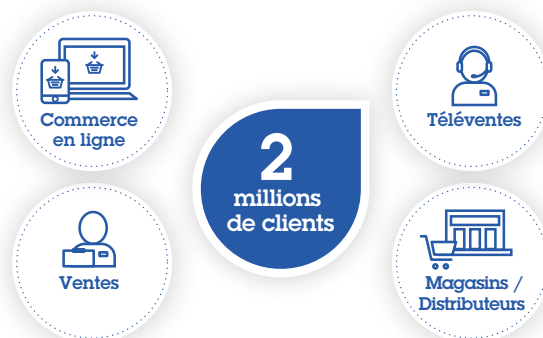 Commerce
en ligne
Téléventes
2
millions
de clients
Ventes
Magasins /
Distributeurs